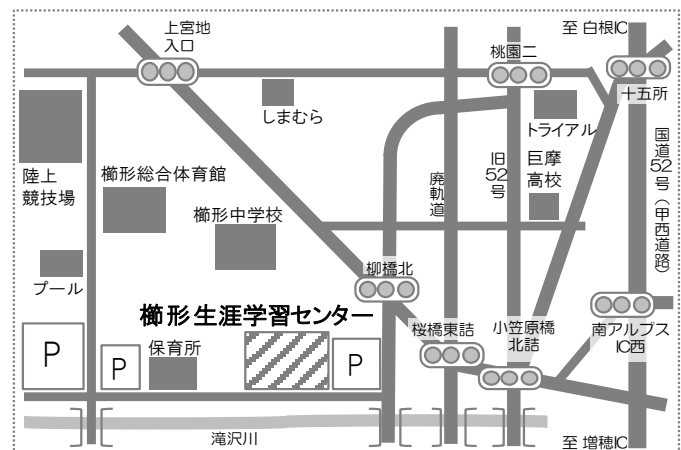 上宮地
入口
至 白根IC
桃園二
十五所
しまむら
トライアル
陸上
競技場
櫛形総合体育館
櫛形中学校
廃軌道
旧52号
巨摩
高校
国道52号(甲西道路)
プール
柳橋北
櫛形生涯学習センター
桜橋東詰
小笠原橋
北詰
南アルプス
IC西
P
P
保育所
P
滝沢川
至 増穂IC